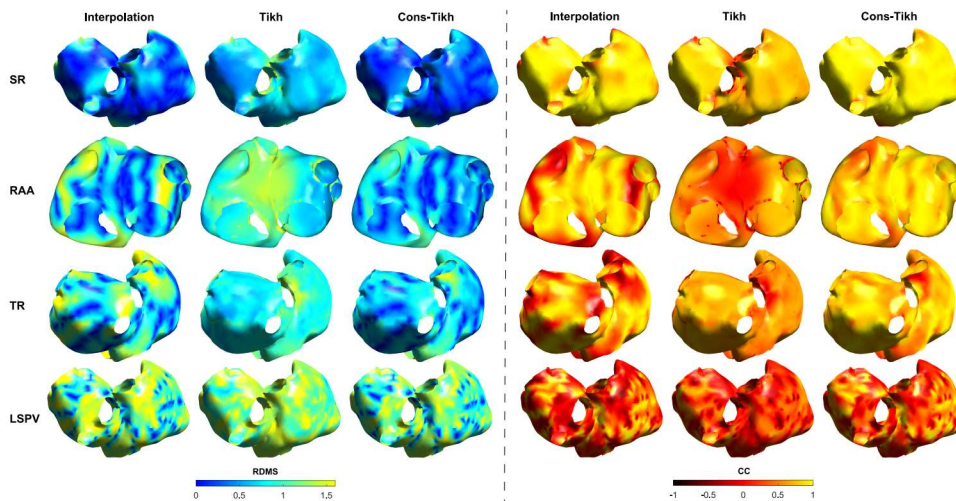 Interpolation Tikh Cons-Tikh Interpolation Tikh Cons-Tikh
SR
RAA
TR
LSPV
RDMS CC
0 0.5 1 1.5 -1 -0.5 0 0.5 1